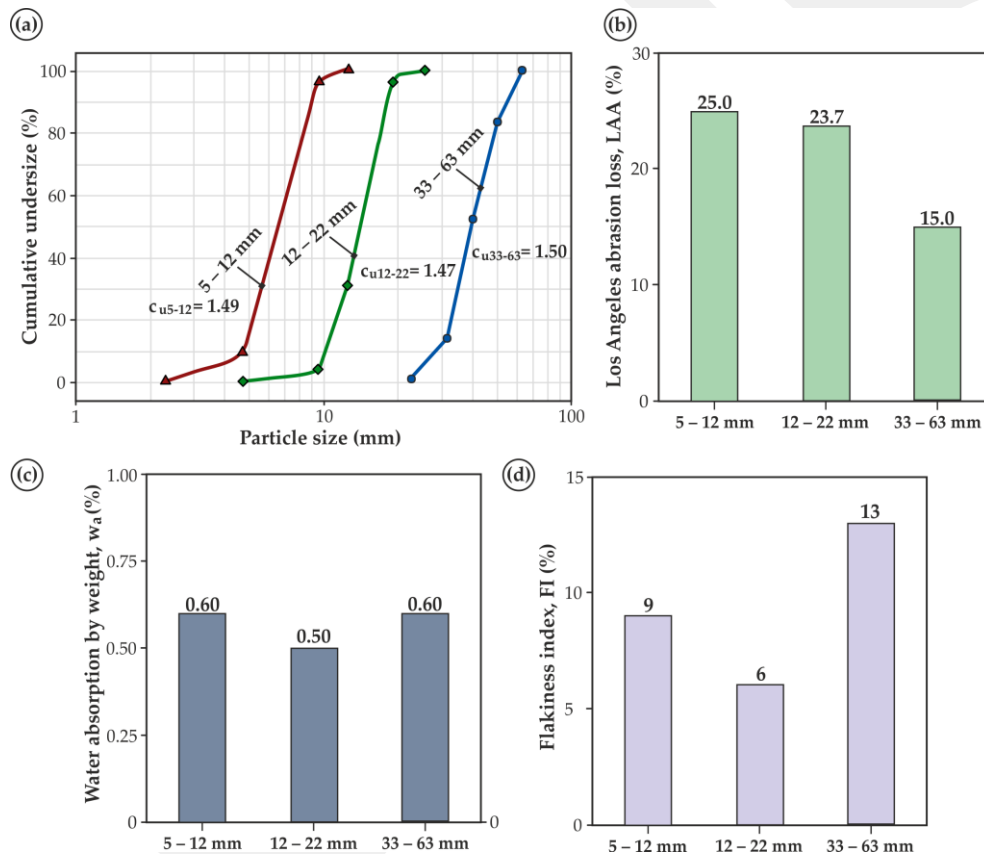 (a)
100
80
60
40
20
0
Cumulative undersize (%)
5 – 12 mm
12 – 22 mm
33 – 63 mm
c u5-12= 1.49
c u12-22= 1.47
c u33-63= 1.50
1
10
100
Particle size (mm)
(b)
30
20
10
0
Los Angeles abrasion loss, LAA (%)
25.0
23.7
15.0
5 – 12 mm
12 – 22 mm
33 – 63 mm
(c)
1.00
0.75
0.50
0.25
0
Water absorption by weight, wa (%)
0.60
0.50
0.60
0
5 – 12 mm
12 – 22 mm
33 – 63 mm
(d)
15
10
5
0
Flakiness index, FI (%)
9
6
13
5 – 12 mm
12 – 22 mm
33 – 63 mm